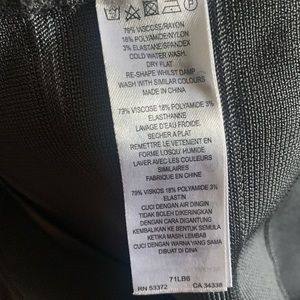 79% VISCOSE/RAYON
18% POLYAMIDE/NYLON
3% ELASTANE/SPANDEX
COLD WATER WASH.
DRY FLAT
RE-SHAPE WHILST DAMP
WASH WITH SIMILAR COLOURS
MADE IN CHINA
79% VISCOSE 18% POLYAMIDE 3%
ELASTHANNE
LAVAGE D'EAU FROIDE
SECHER A PLAT
REMETTRE LE VETEMENT EN
FORME LORSQU' HUMIDE
LAVER AVEC LES COULEURS
SIMILAIRES
FABRIQUE EN CHINE
79% VISKOS 18% POLYAMIDE 3%
ELASTIN
CUCI DENGAN AIR DINGIN
TIDAK BOLEH DIKERINGKAN
DENGAN CARA DIGANTUNG
KEMBALIKAN KE BENTUK SEMULA
KETIKA MASIH LEMBAB
CUCI DI WARNA YANG SAMA
DIBUAT DI CINA
71LB6
RN 53372 CA 34338